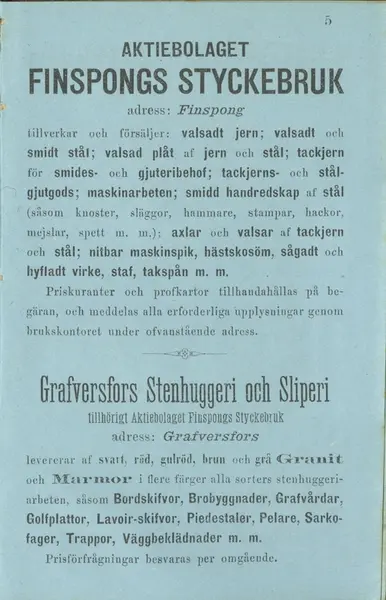 5
AKTIEBOLAGET
FINSPONGS STYCKEBRUK
adress: Finspong
tillverkar och försäljer: valsadt jern; valsadt och
smidt stål; valsad plåt af jern och stål; tackjern
för smides- och gjuteribehof; tackjerns- och stål-
gjutgods; maskinarbeten; smidd handredskap af stål
(såsom knoster, släggor, hammare, stampar, hackor,
mejslar, spett m. m.); axlar och valsar af tackjern
och stål; nitbar maskinspik, hästskosöm, sågadt och
hyfladt virke, staf, takspån m. m.
Priskuranter och profkartor tillhandahållas på be-
gäran, och meddelas alla erforderliga upplysningar genom
brukskontoret under ofvanstående adress.
Grafversfors Stenhuggeri och Sliperi
tillhörigt Aktiebolaget Finspongs Styckebruk
adress: Grafversfors
levererar af svart, röd, gulröd, brun och grå Granit
och Marmor i flere färger alla sorters stenhuggeri-
arbeten, såsom Bordskifvor, Brobyggnader, Grafvårdar,
Golfplattor, Lavoir-skifvor, Piedestaler, Pelare, Sarko-
fager, Trappor, Väggbeklädnader m. m.
Prisförfrågningar besvaras per omgående.